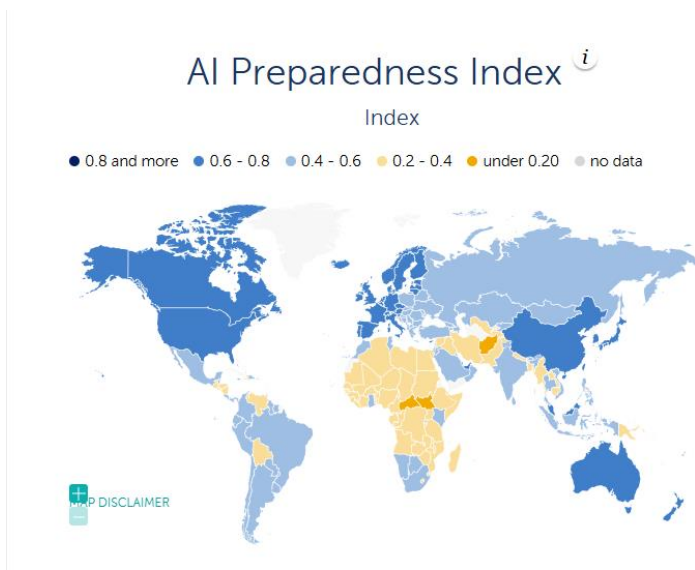 AI Preparedness Index i
Index
0.8 and more 0.6 - 0.8 0.4 - 0.6 0.2 - 0.4 under 0.20 no data
+
MAP DISCLAIMER
−